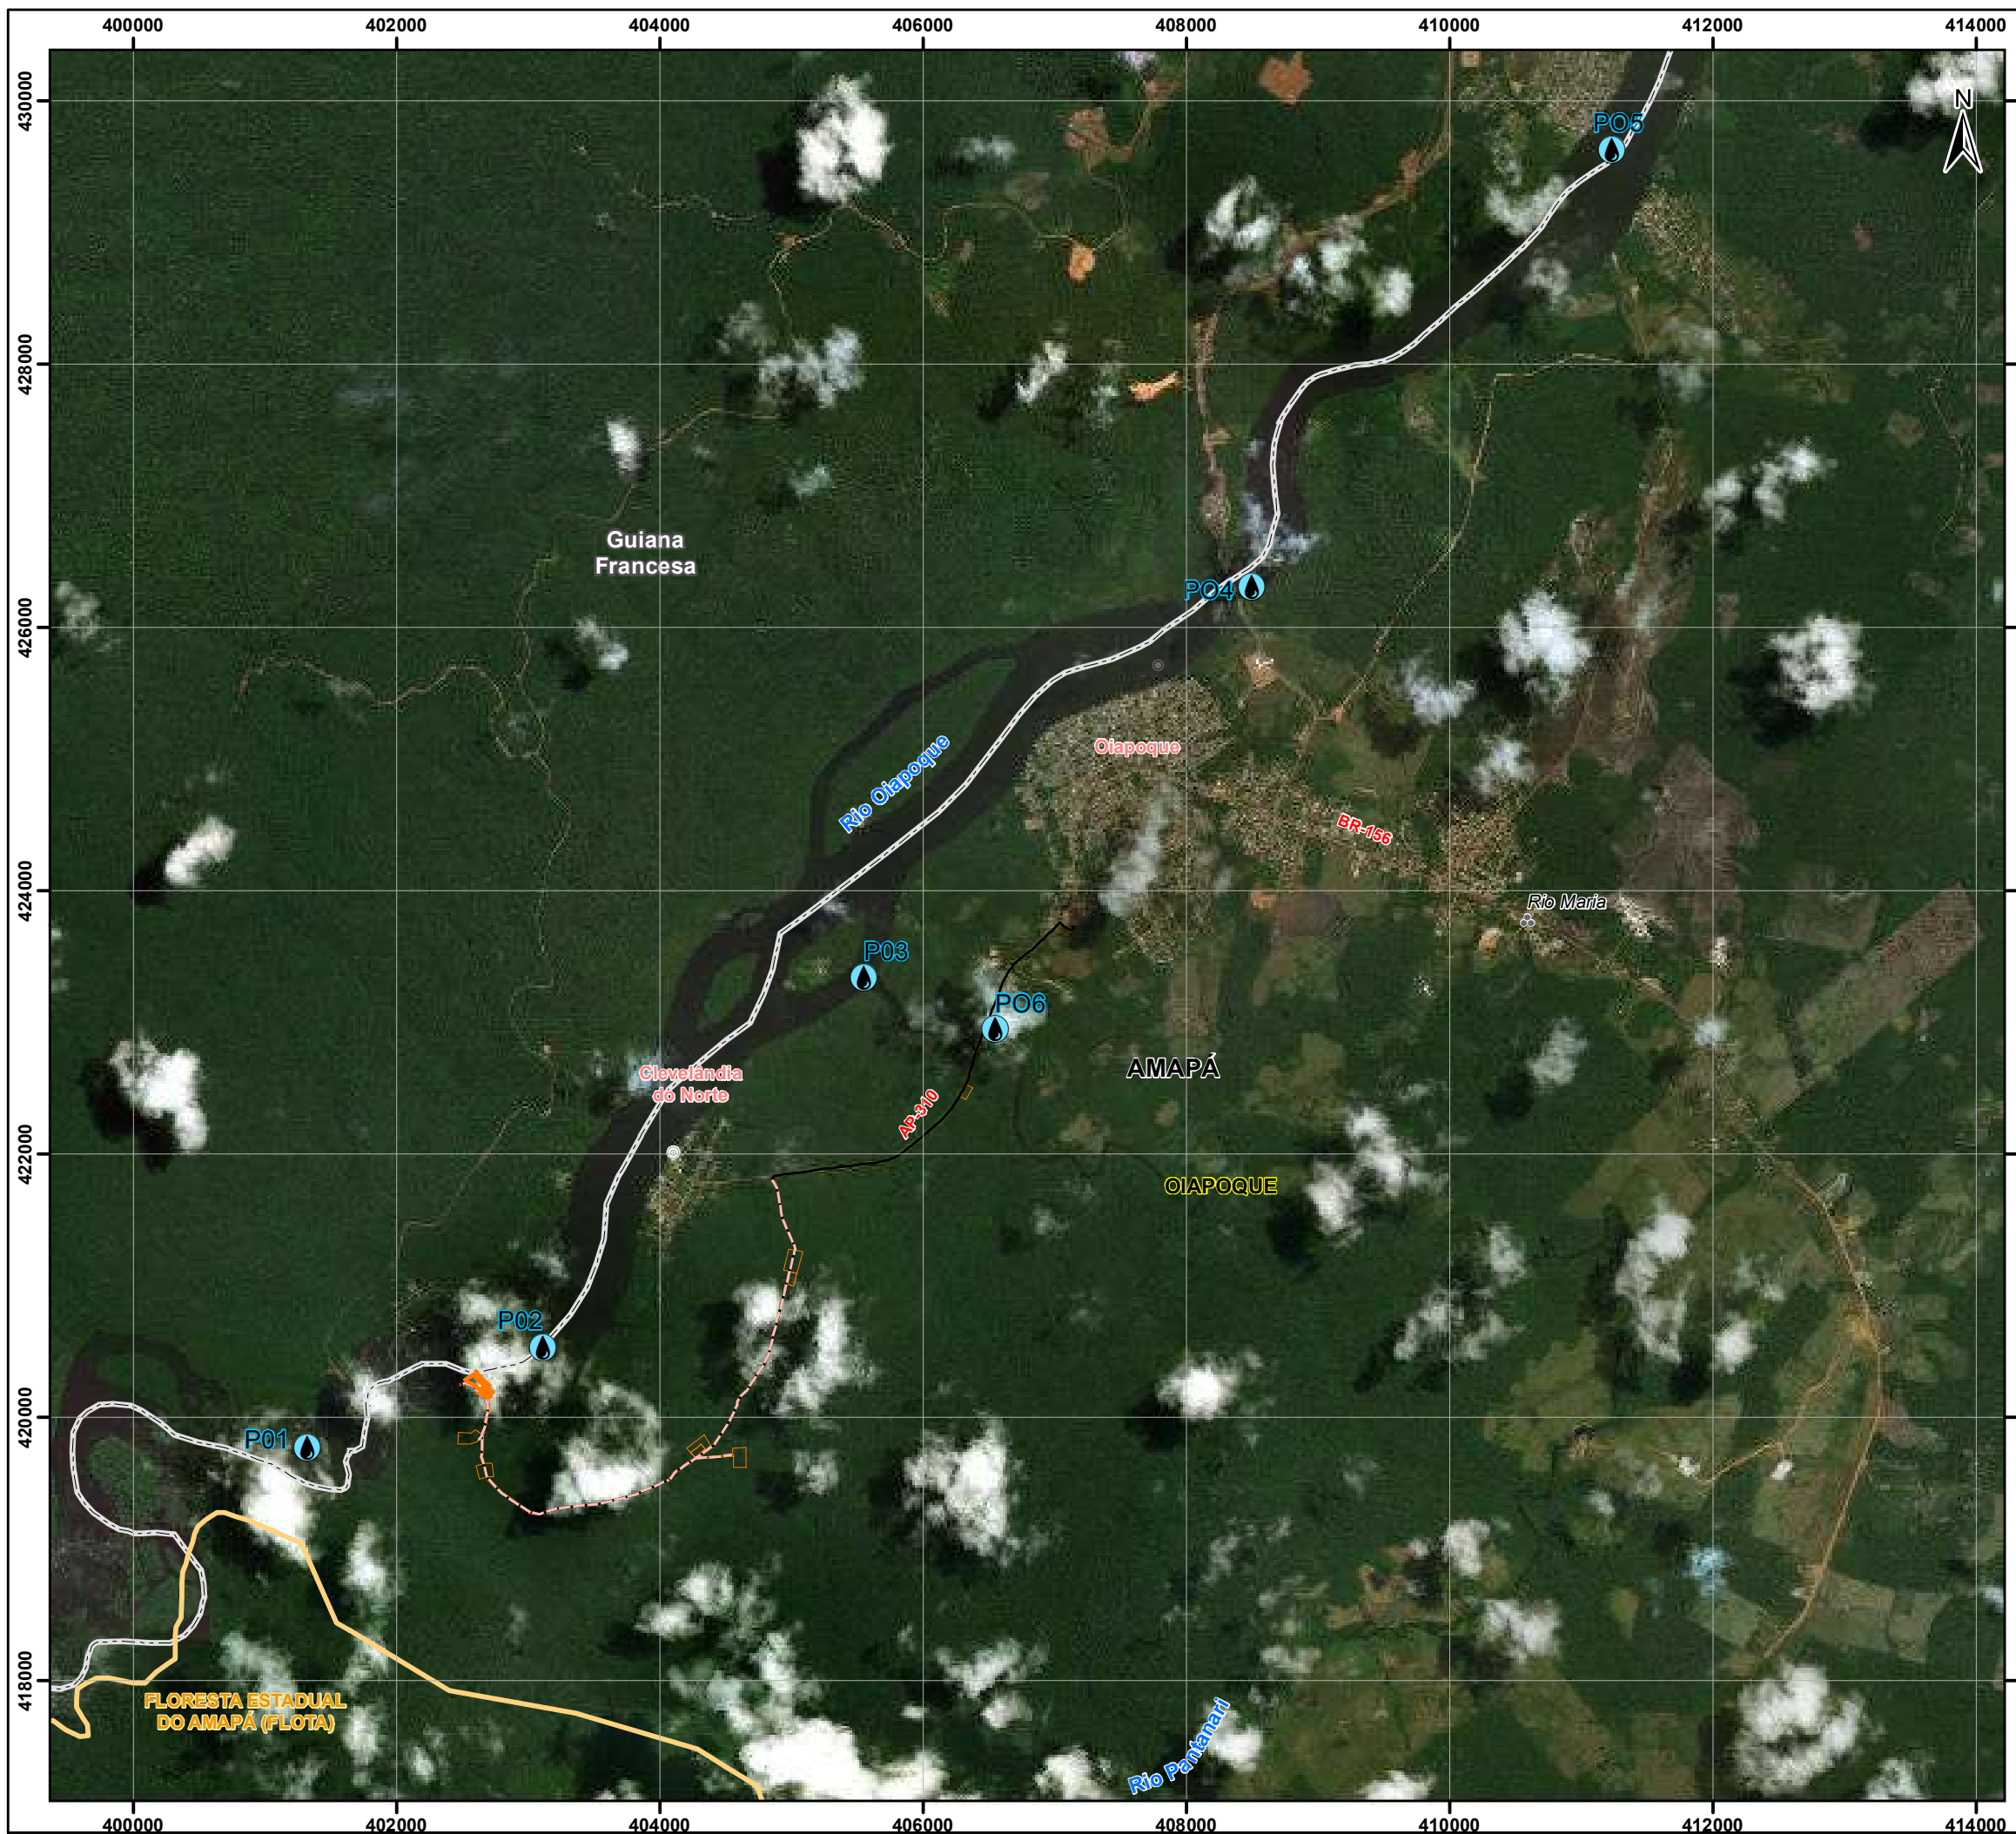 400000 402000 404000 406000 408000 410000 412000 414000
430000
N
PO5
428000
Guiana
Francesa
PO4
426000
Oiapoque
Rio Oiapoque
BR-156
424000
Rio Maria
P03
PO6
AMAPÁ
Clevelândia
do Norte
AP-310
422000
OIAPOQUE
P02
420000
P01
418000
FLORESTA ESTADUAL
DO AMAPÁ (FLOTA)
Rio Pantanari
400000 402000 404000 406000 408000 410000 412000 414000